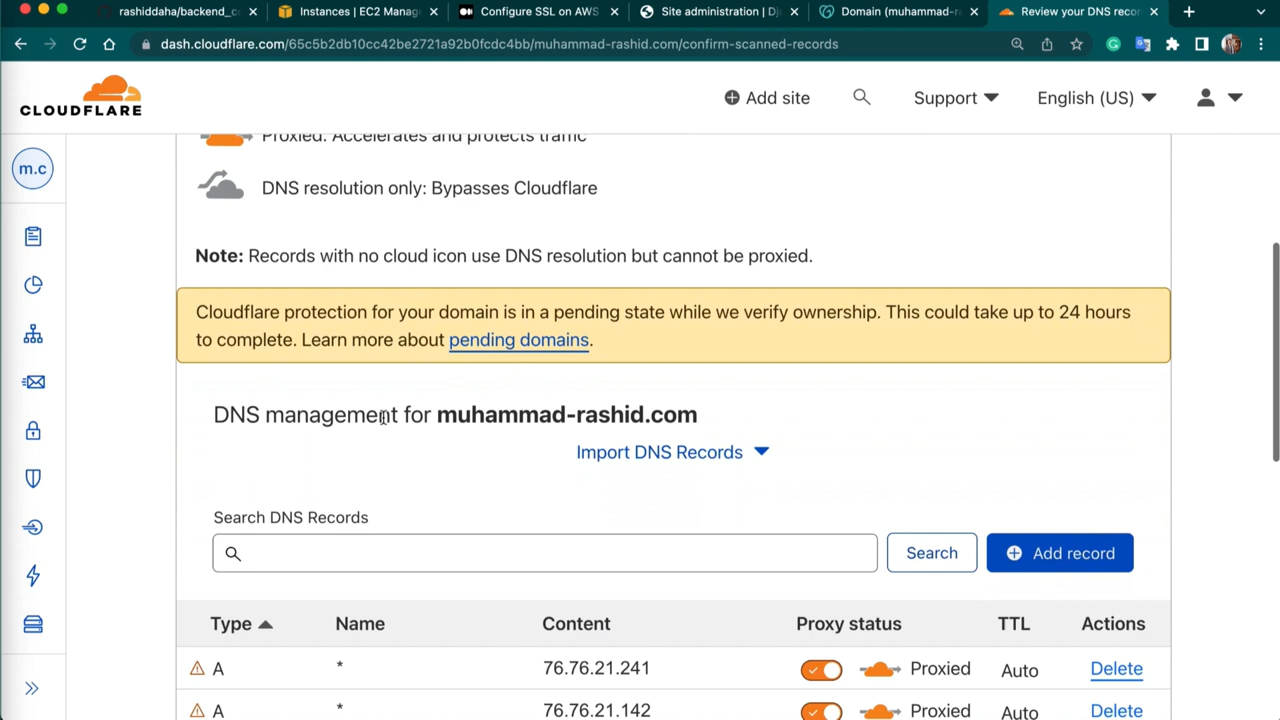 rashiddaha/backend_cu
Instances | EC2 Manage
Configure SSL on AWS
Site administration | Dj
Domain (muhammad-ra
Review your DNS recor
dash.cloudflare.com/65c5b2db10cc42be2721a92b0fcdc4bb/muhammad-rashid.com/confirm-scanned-records
CLOUDFLARE
Add site
Support
English (US)
m.c
Proxied: Accelerates and protects traffic
DNS resolution only: Bypasses Cloudflare
Note: Records with no cloud icon use DNS resolution but cannot be proxied.
Cloudflare protection for your domain is in a pending state while we verify ownership. This could take up to 24 hours
to complete. Learn more about pending domains.
DNS management for muhammad-rashid.com
Import DNS Records
Search DNS Records
Search
Add record
Type Name Content Proxy status TTL Actions
A * 76.76.21.241 Proxied Auto Delete
A * 76.76.21.142 Proxied Auto Delete